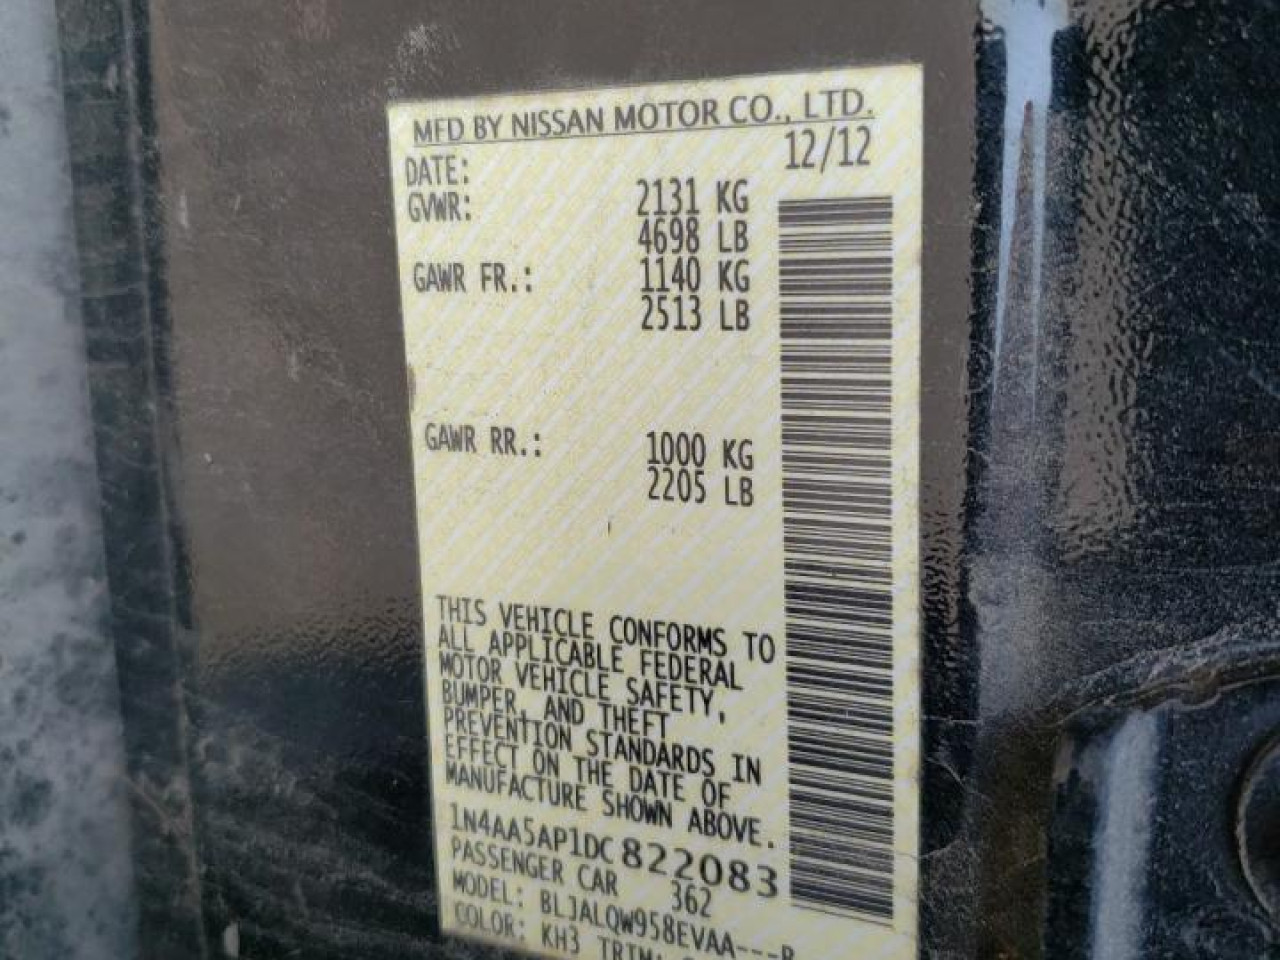 MFD BY NISSAN MOTOR CO., LTD.
DATE: 12/12
GVWR: 2131 KG
4698 LB
GAWR FR.: 1140 KG
2513 LB
GAWR RR.: 1000 KG
2205 LB
THIS VEHICLE CONFORMS TO
ALL APPLICABLE FEDERAL
MOTOR VEHICLE SAFETY,
BUMPER, AND THEFT
PREVENTION STANDARDS IN
EFFECT ON THE DATE OF
MANUFACTURE SHOWN ABOVE.
1N4AA5AP1DC822083
PASSENGER CAR 362
MODEL: BLJALQW958EVAA---
COLOR: KH3 TRIM: